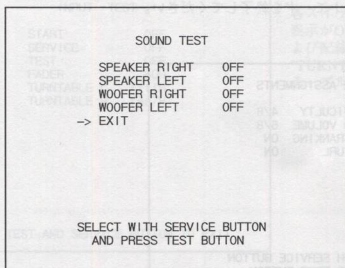 SOUND TEST
SPEAKER RIGHT OFF
SPEAKER LEFT OFF
WOOFER RIGHT OFF
WOOFER LEFT OFF
-> EXIT
SELECT WITH SERVICE BUTTON
AND PRESS TEST BUTTON